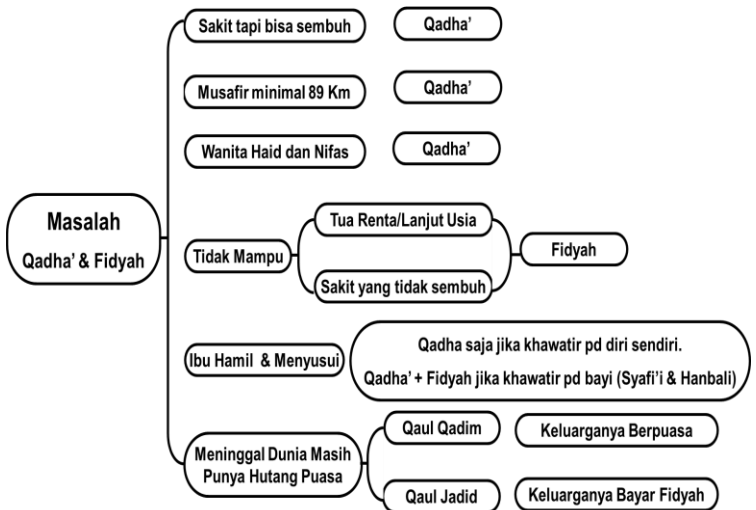 Masalah
Qadha' & Fidyah
Sakit tapi bisa sembuh
Qadha'
Musafir minimal 89 Km
Qadha'
Wanita Haid dan Nifas
Qadha'
Tidak Mampu
Tua Renta/Lanjut Usia
Sakit yang tidak sembuh
Fidyah
Ibu Hamil & Menyusui
Qadha saja jika khawatir pd diri sendiri.
Qadha' + Fidyah jika khawatir pd bayi (Syafi'i & Hanbali)
Meninggal Dunia Masih
Punya Hutang Puasa
Qaul Qadim
Keluarganya Berpuasa
Qaul Jadid
Keluarganya Bayar Fidyah